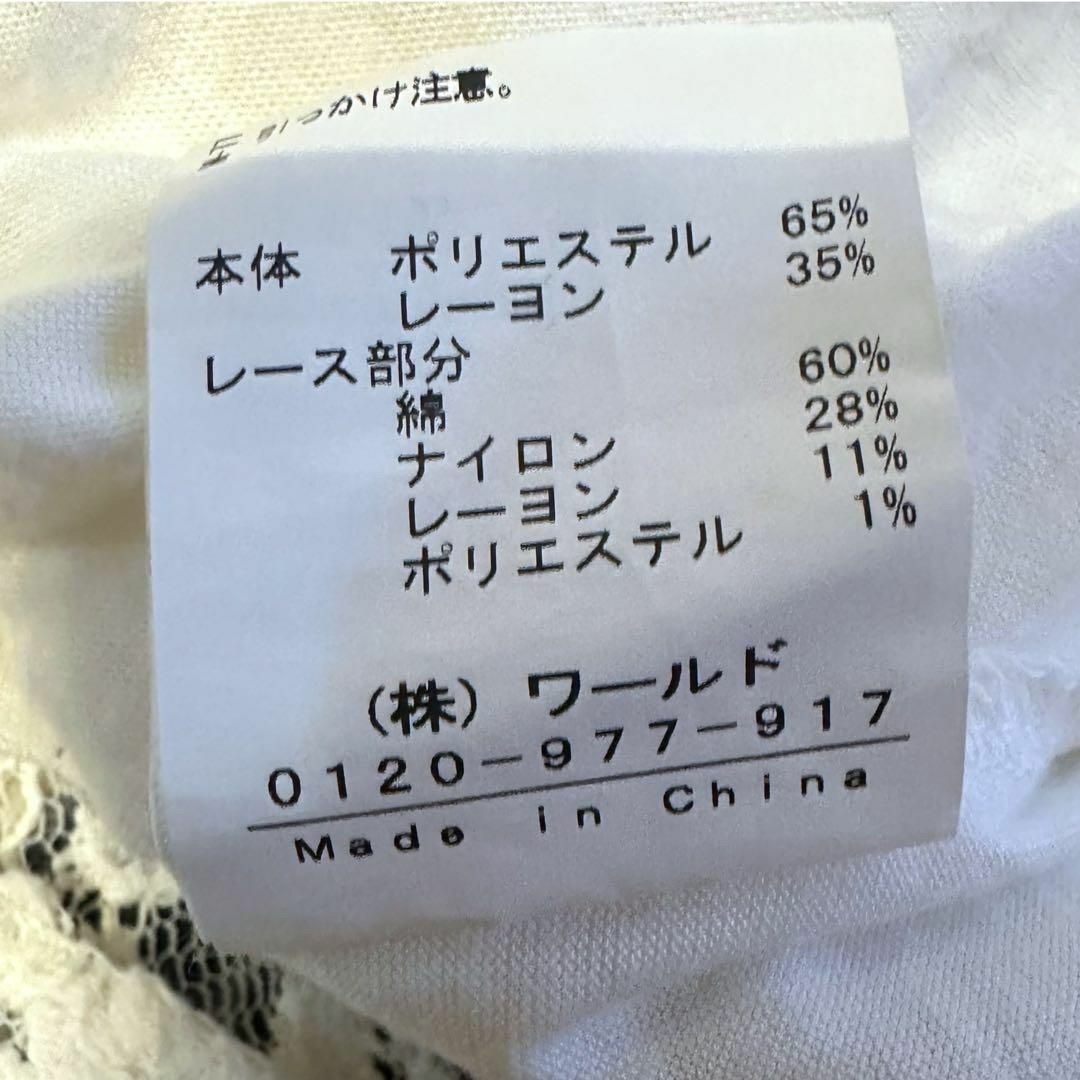 引っかけ注意。
本体 ポリエステル 65%
レーヨン 35%
レース部分
綿 60%
ナイロン 28%
レーヨン 11%
ポリエステル 1%
(株) ワールド
0120-977-917
Made in China